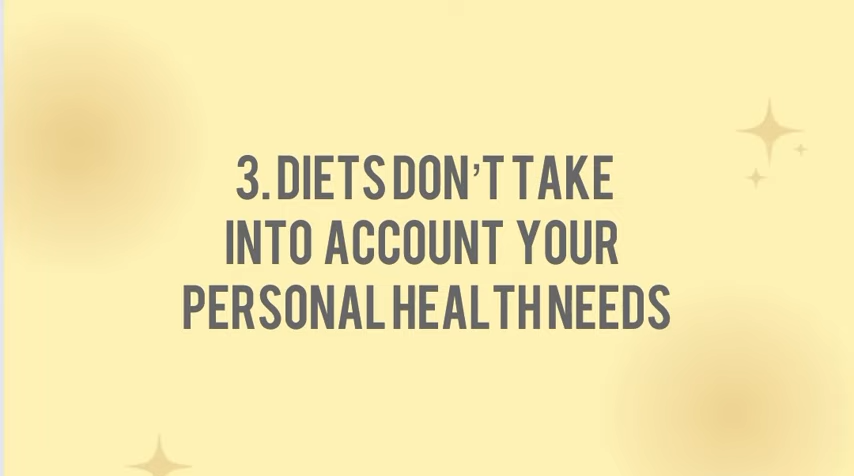 3. DIETS DON'T TAKE
INTO ACCOUNT YOUR
PERSONAL HEALTH NEEDS